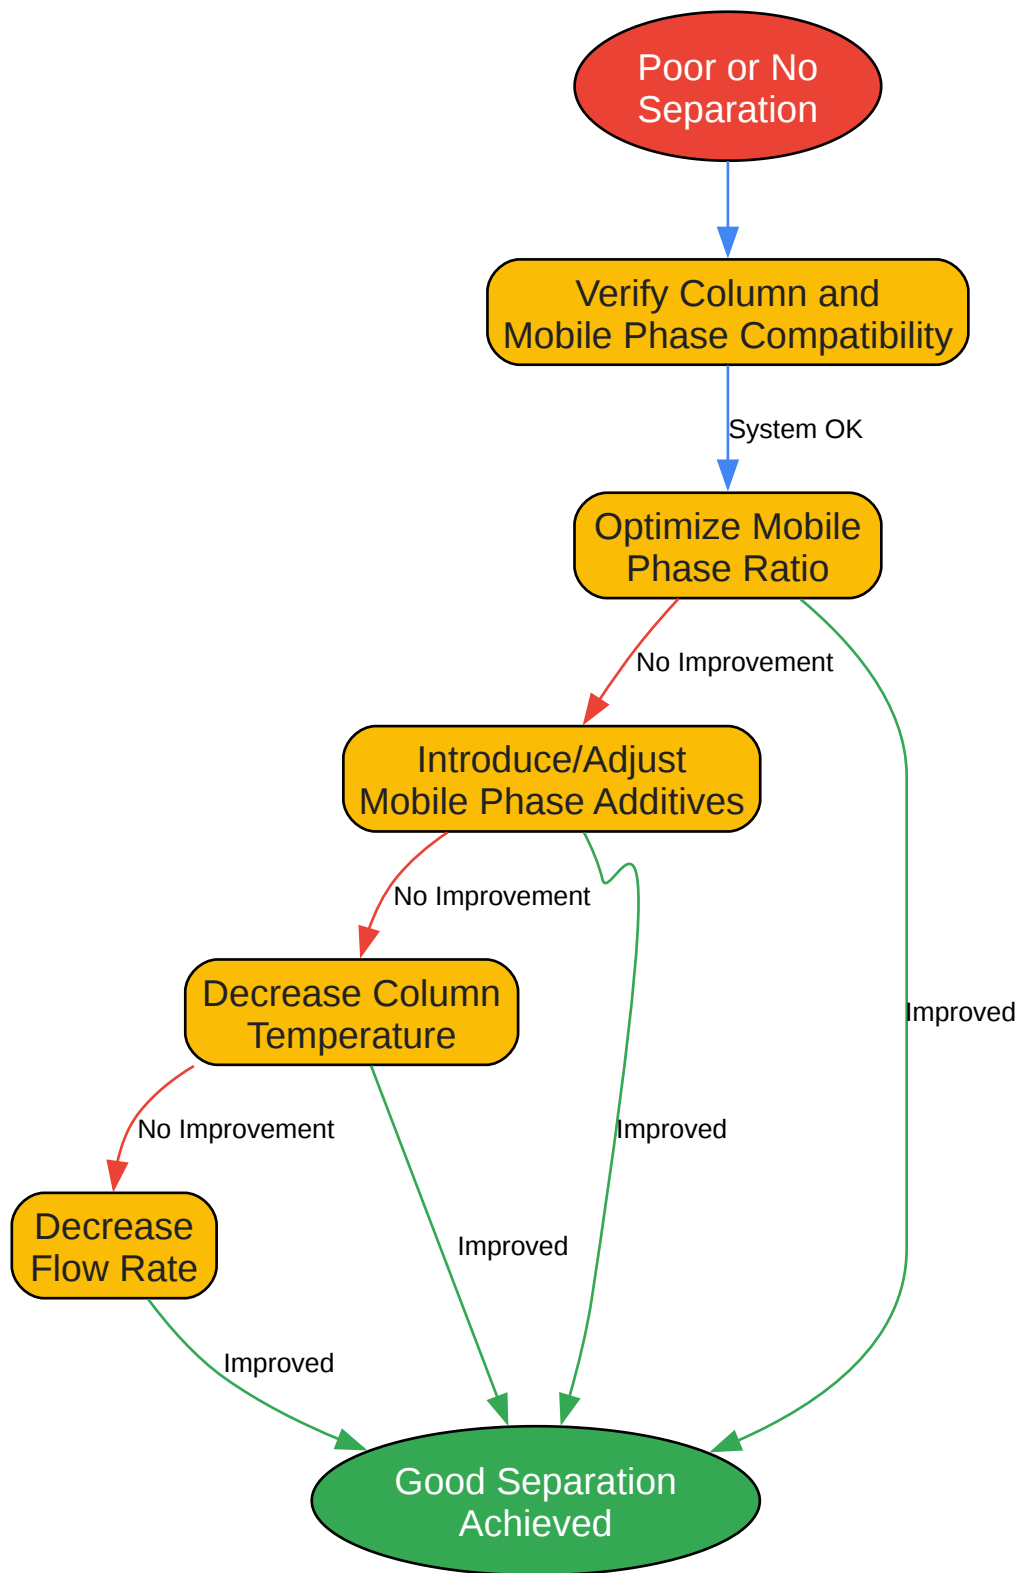 Poor or No
Separation
Verify Column and
Mobile Phase Compatibility
System OK
Optimize Mobile
Phase Ratio
No Improvement
Introduce/Adjust
Mobile Phase Additives
No Improvement
Decrease Column
Temperature
Improved
No Improvement
Improved
Decrease
Flow Rate
Improved
Improved
Good Separation
Achieved